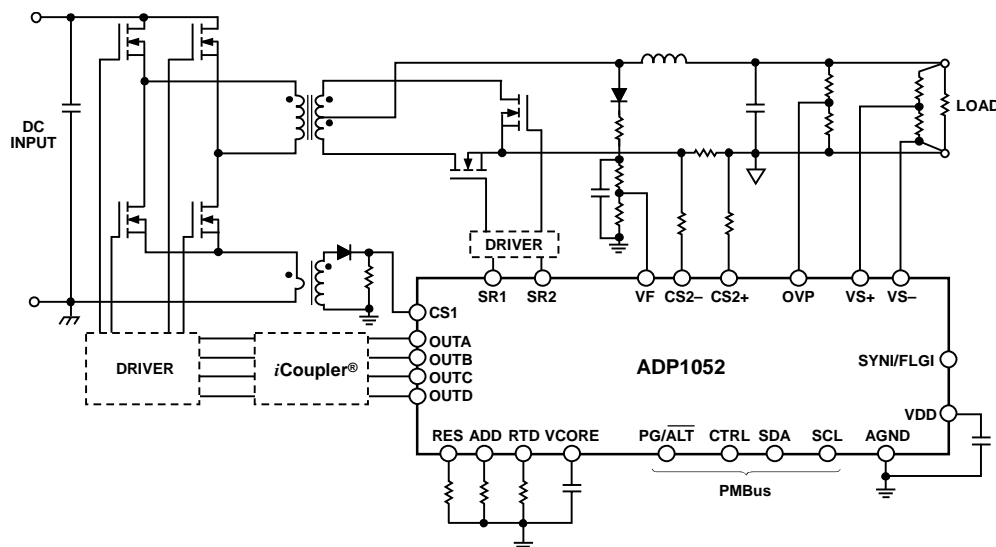 DC
INPUT
LOAD
DRIVER
SR1 SR2 VF CS2– CS2+ OVP VS+ VS–
CS1
OUTA
OUTB
OUTC
OUTD
DRIVER
iCoupler®
ADP1052
SYNI/FLGI
VDD
RES ADD RTD VCORE PG/ALT CTRL SDA SCL AGND
PMBus